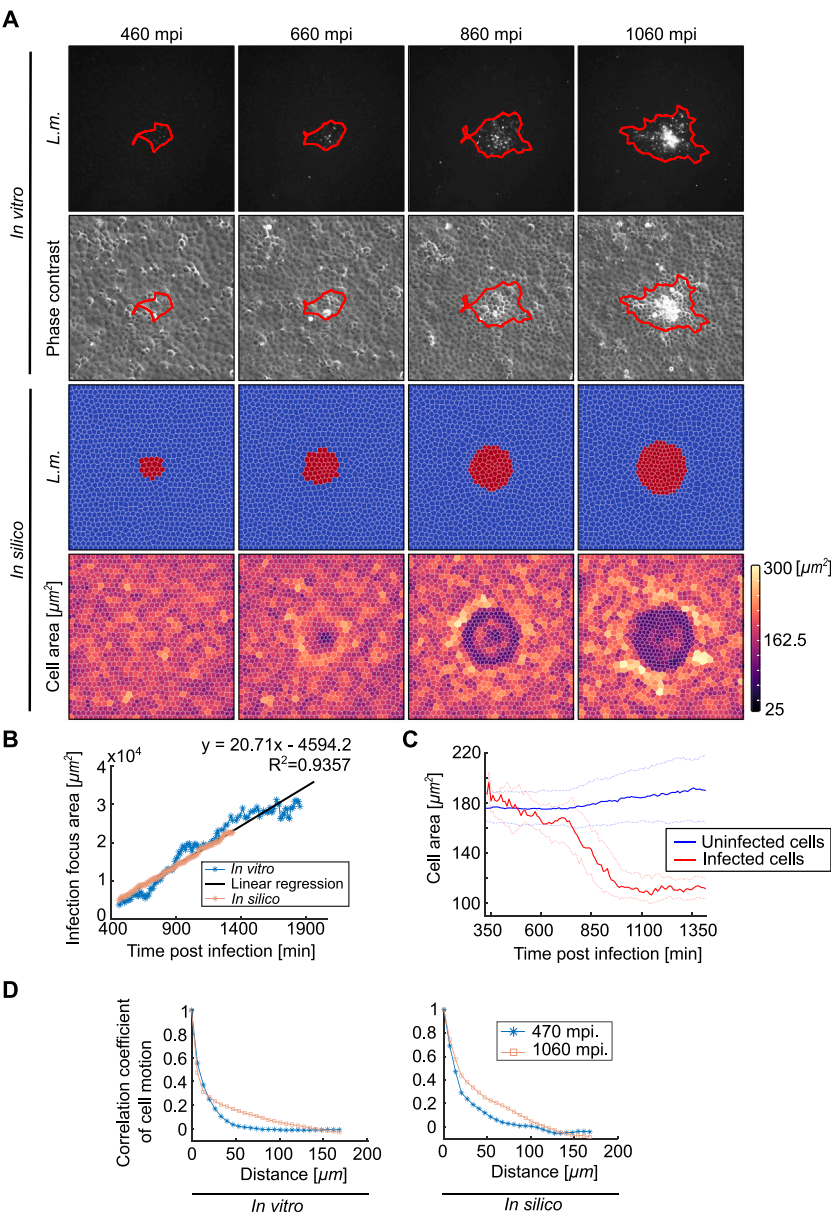 A
460 mpi
660 mpi
860 mpi
1060 mpi
In vitro
L.m.
Phase contrast
In silico
L.m.
Cell area [µm²]
300 [µm²]
162.5
25
B
x10⁴
y = 20.71x - 4594.2
R²=0.9357
Infection focus area [µm²]
4
3
2
1
0
In vitro
Linear regression
In silico
400
900
1400
1900
Time post infection [min]
C
Cell area [µm²]
220
180
140
100
Uninfected cells
Infected cells
350
600
850
1100
1350
Time post infection [min]
D
Correlation coefficient
of cell motion
1
0.8
0.6
0.4
0.2
0
0
50
100
150
200
Distance [µm]
In vitro
1
0.8
0.6
0.4
0.2
0
470 mpi.
1060 mpi.
0
50
100
150
200
Distance [µm]
In silico